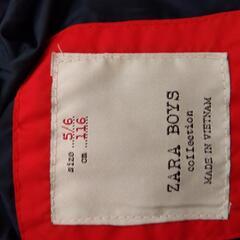 ZARA BOYS
collection
MADE IN VIETNAM
size 5/6
cm 116